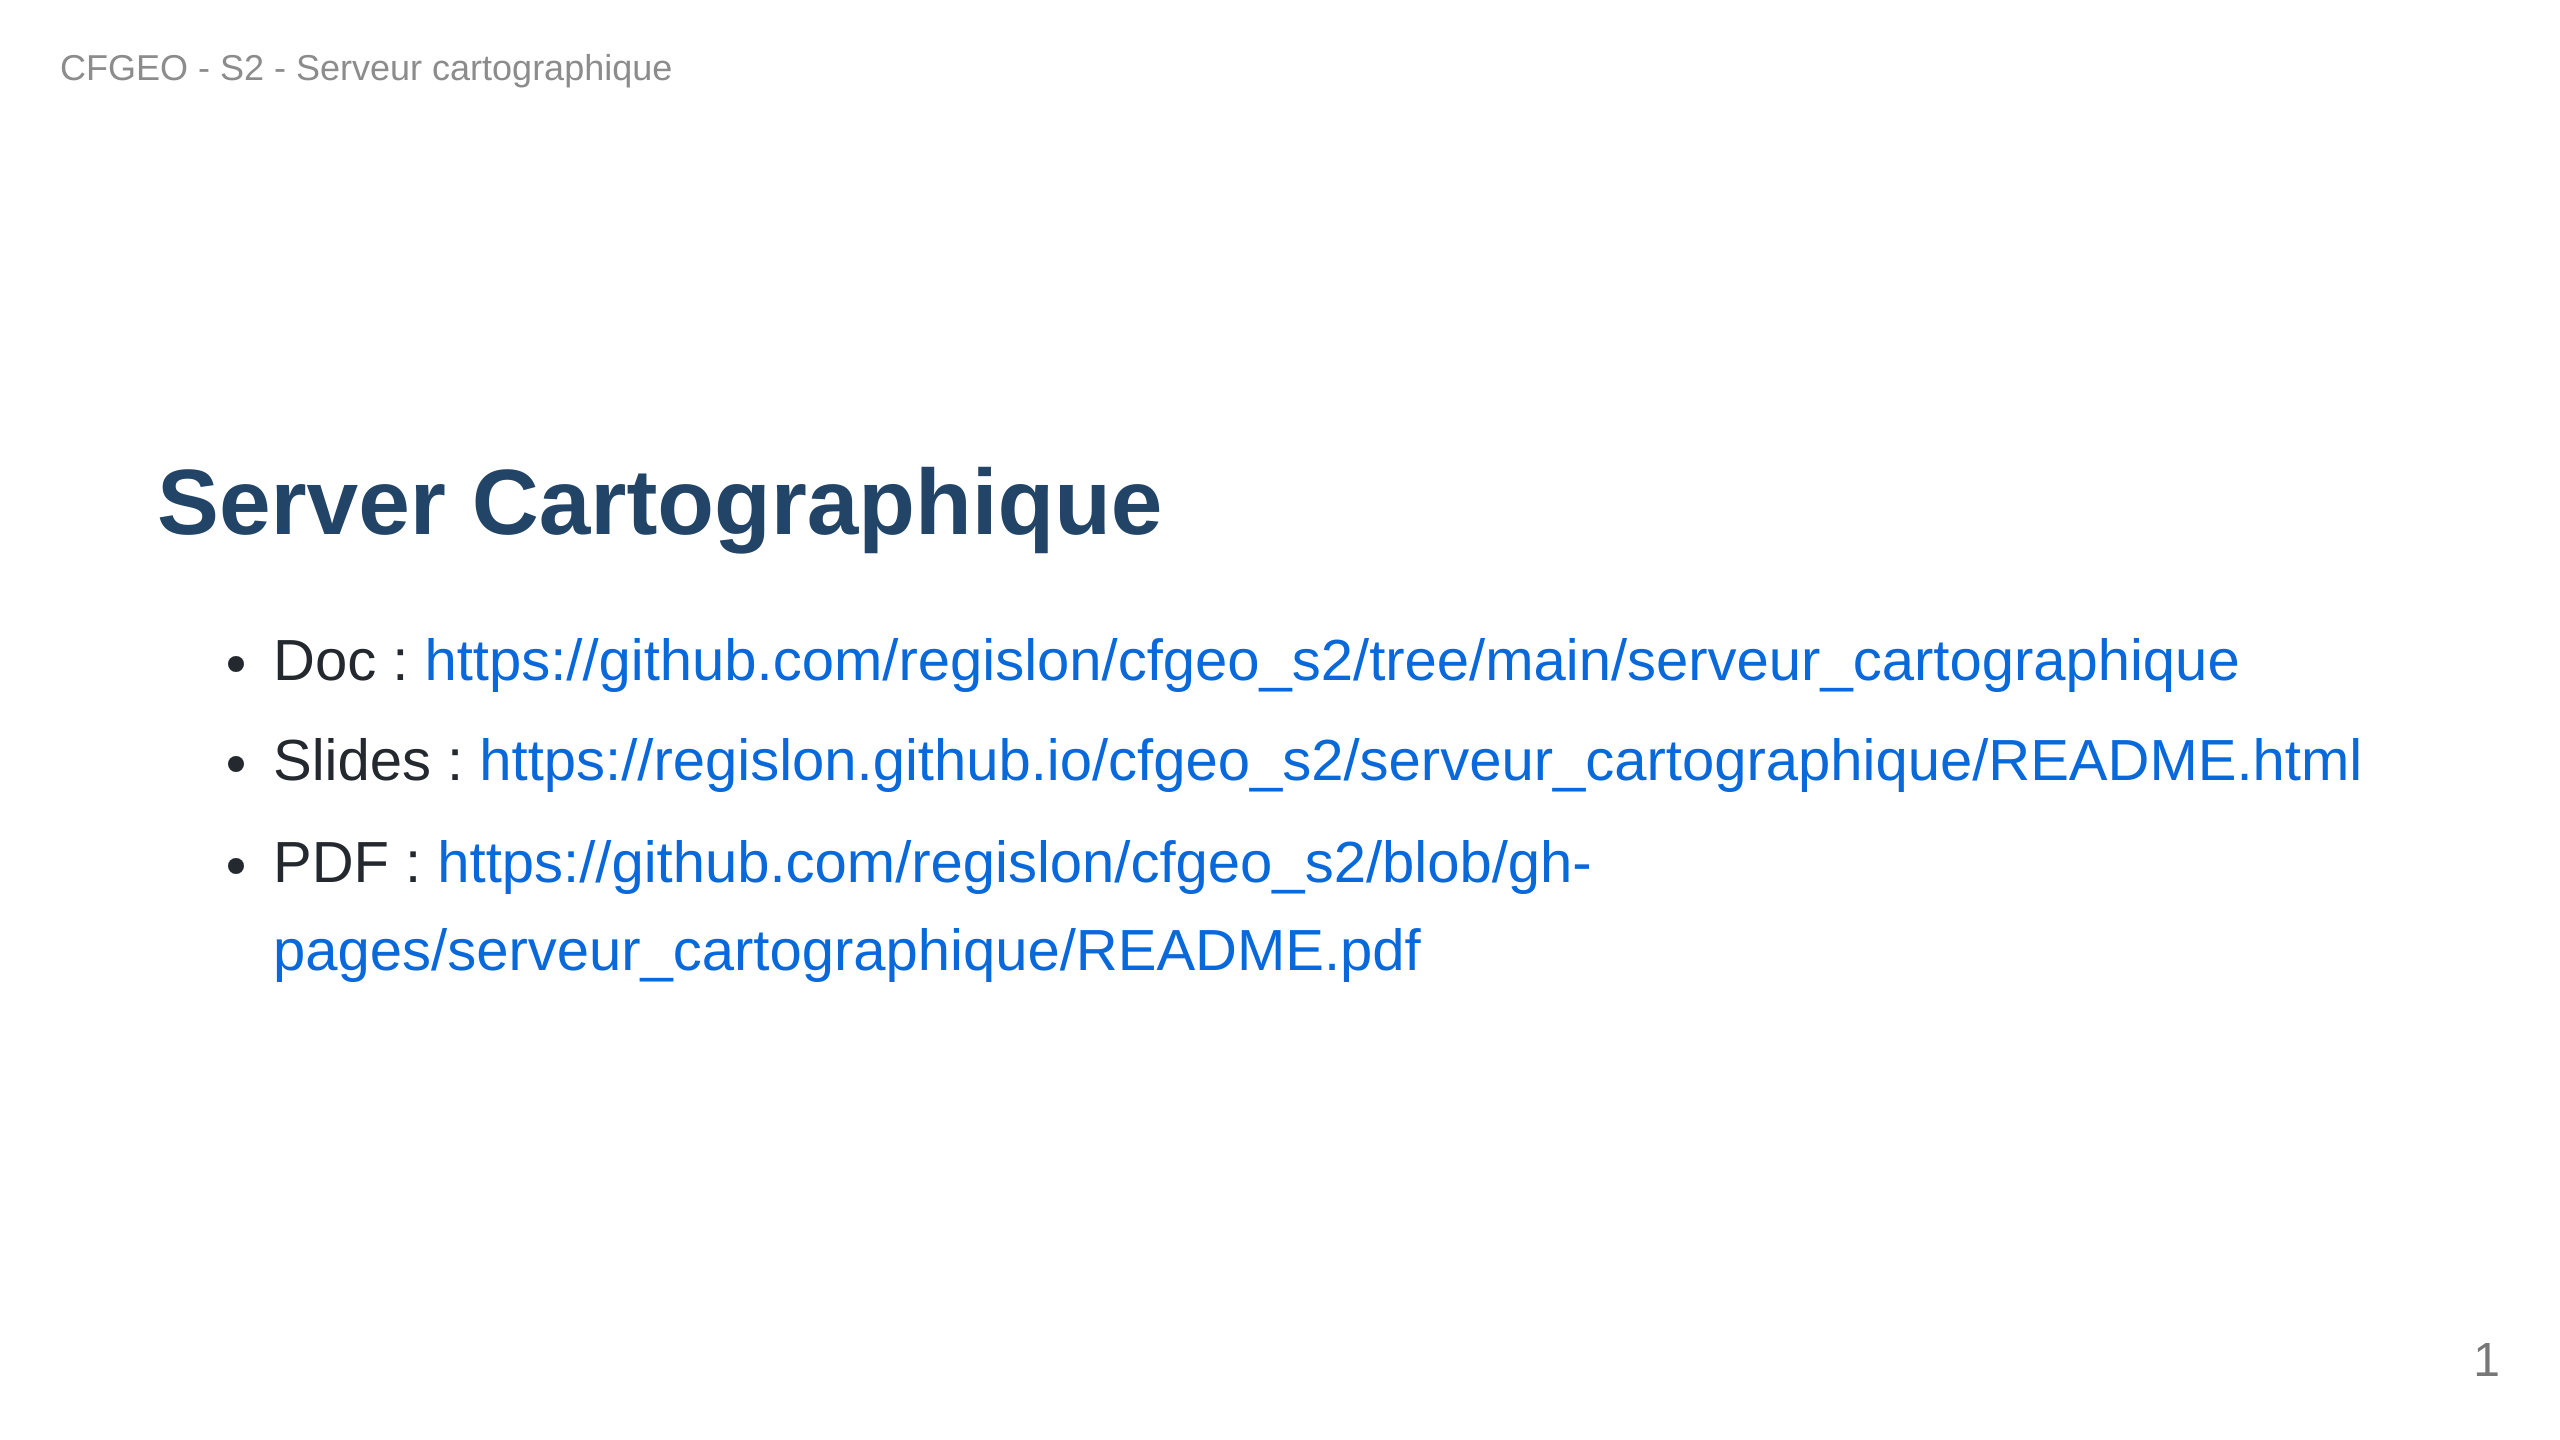 CFGEO - S2 - Serveur cartographique
Server Cartographique
• Doc : https://github.com/regislon/cfgeo_s2/tree/main/serveur_cartographique
• Slides : https://regislon.github.io/cfgeo_s2/serveur_cartographique/README.html
• PDF : https://github.com/regislon/cfgeo_s2/blob/gh-
pages/serveur_cartographique/README.pdf
1